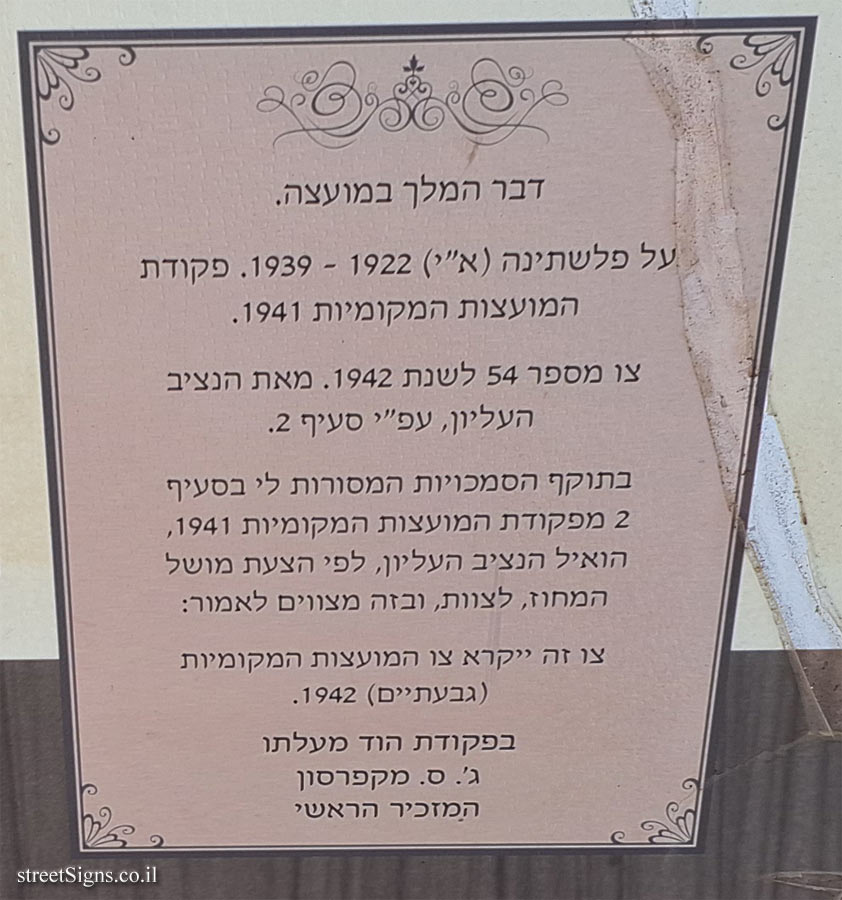 דבר המלך במועצה.
על פלשתינה (א"י) 1922 - 1939. פקודת
המועצות המקומיות 1941.
צו מספר 54 לשנת 1942. מאת הנציב
העליון, עפ"י סעיף 2.
בתוקף הסמכויות המסורות לי בסעיף
2 מפקודת המועצות המקומיות 1941,
הואיל הנציב העליון, לפי הצעת מושל
המחוז, לצוות, ובזה מצווים לאמור:
צו זה ייקרא צו המועצות המקומיות
(גבעתיים) 1942.
בפקודת הוד מעלתו
ג'. ס. מקפרסון
המזכיר הראשי
streetSigns.co.il